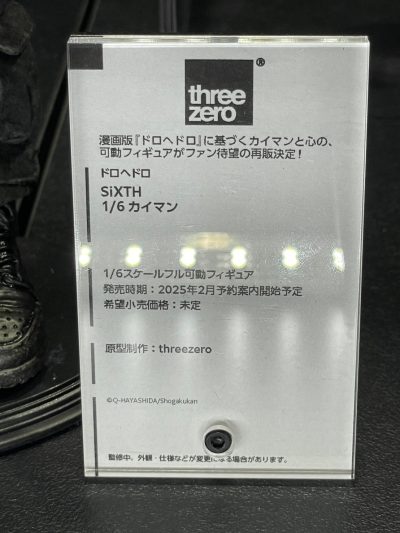 three
zero®
漫画版『ドロヘドロ』に基づくカイマンと心の、
可動フィギュアがファン待望の再販決定！
ドロヘドロ
SiXTH
1/6 カイマン
1/6スケールフル可動フィギュア
発売時期：2025年2月予約案内開始予定
希望小売価格：未定
原型制作：threezero
©Q-HAYASHIDA/Shogakukan
監修中。外観・仕様などが変更になる場合があります。